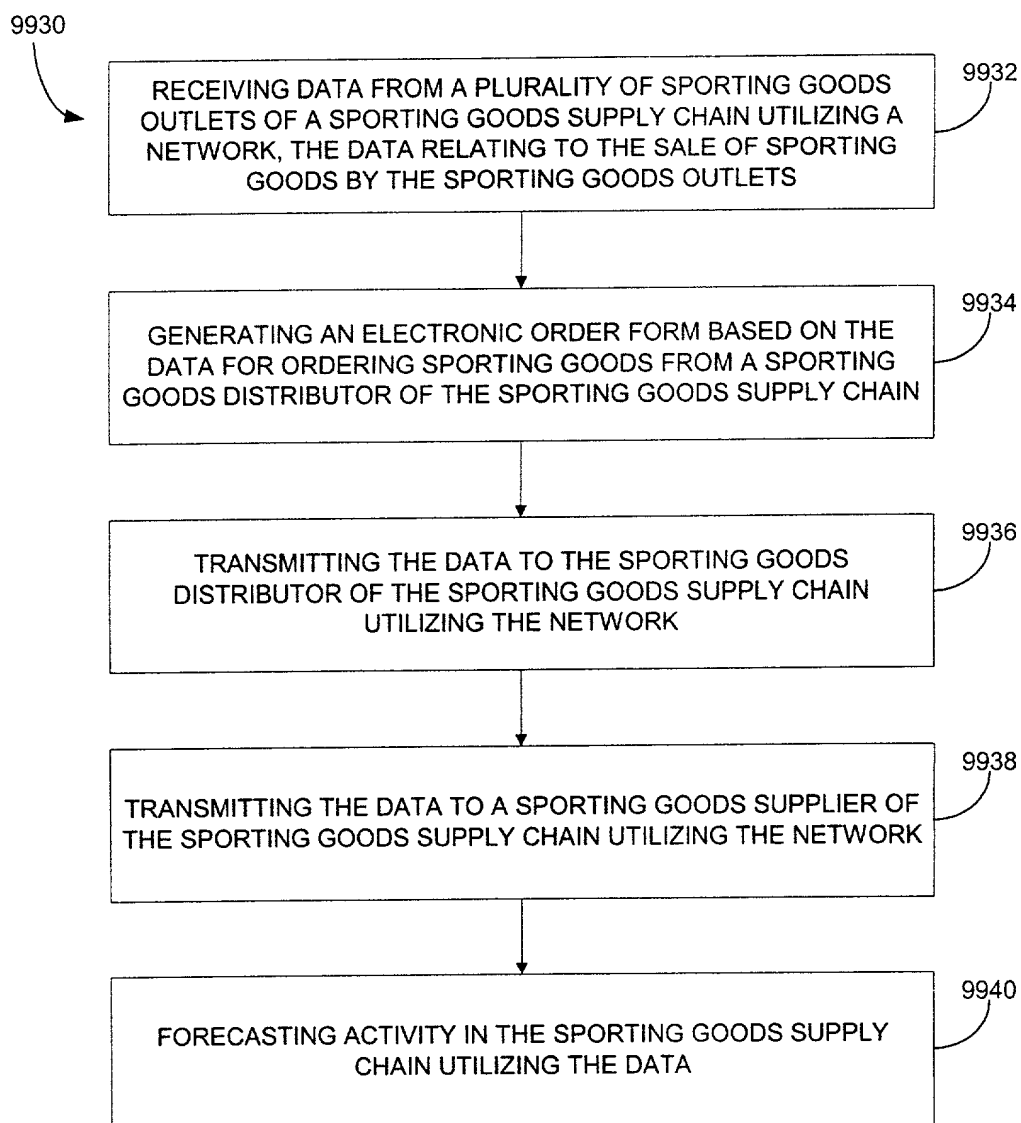 9930
9932
RECEIVING DATA FROM A PLURALITY OF SPORTING GOODS
OUTLETS OF A SPORTING GOODS SUPPLY CHAIN UTILIZING A
NETWORK, THE DATA RELATING TO THE SALE OF SPORTING
GOODS BY THE SPORTING GOODS OUTLETS
9934
GENERATING AN ELECTRONIC ORDER FORM BASED ON THE
DATA FOR ORDERING SPORTING GOODS FROM A SPORTING
GOODS DISTRIBUTOR OF THE SPORTING GOODS SUPPLY CHAIN
9936
TRANSMITTING THE DATA TO THE SPORTING GOODS
DISTRIBUTOR OF THE SPORTING GOODS SUPPLY CHAIN
UTILIZING THE NETWORK
9938
TRANSMITTING THE DATA TO A SPORTING GOODS SUPPLIER OF
THE SPORTING GOODS SUPPLY CHAIN UTILIZING THE NETWORK
9940
FORECASTING ACTIVITY IN THE SPORTING GOODS SUPPLY
CHAIN UTILIZING THE DATA